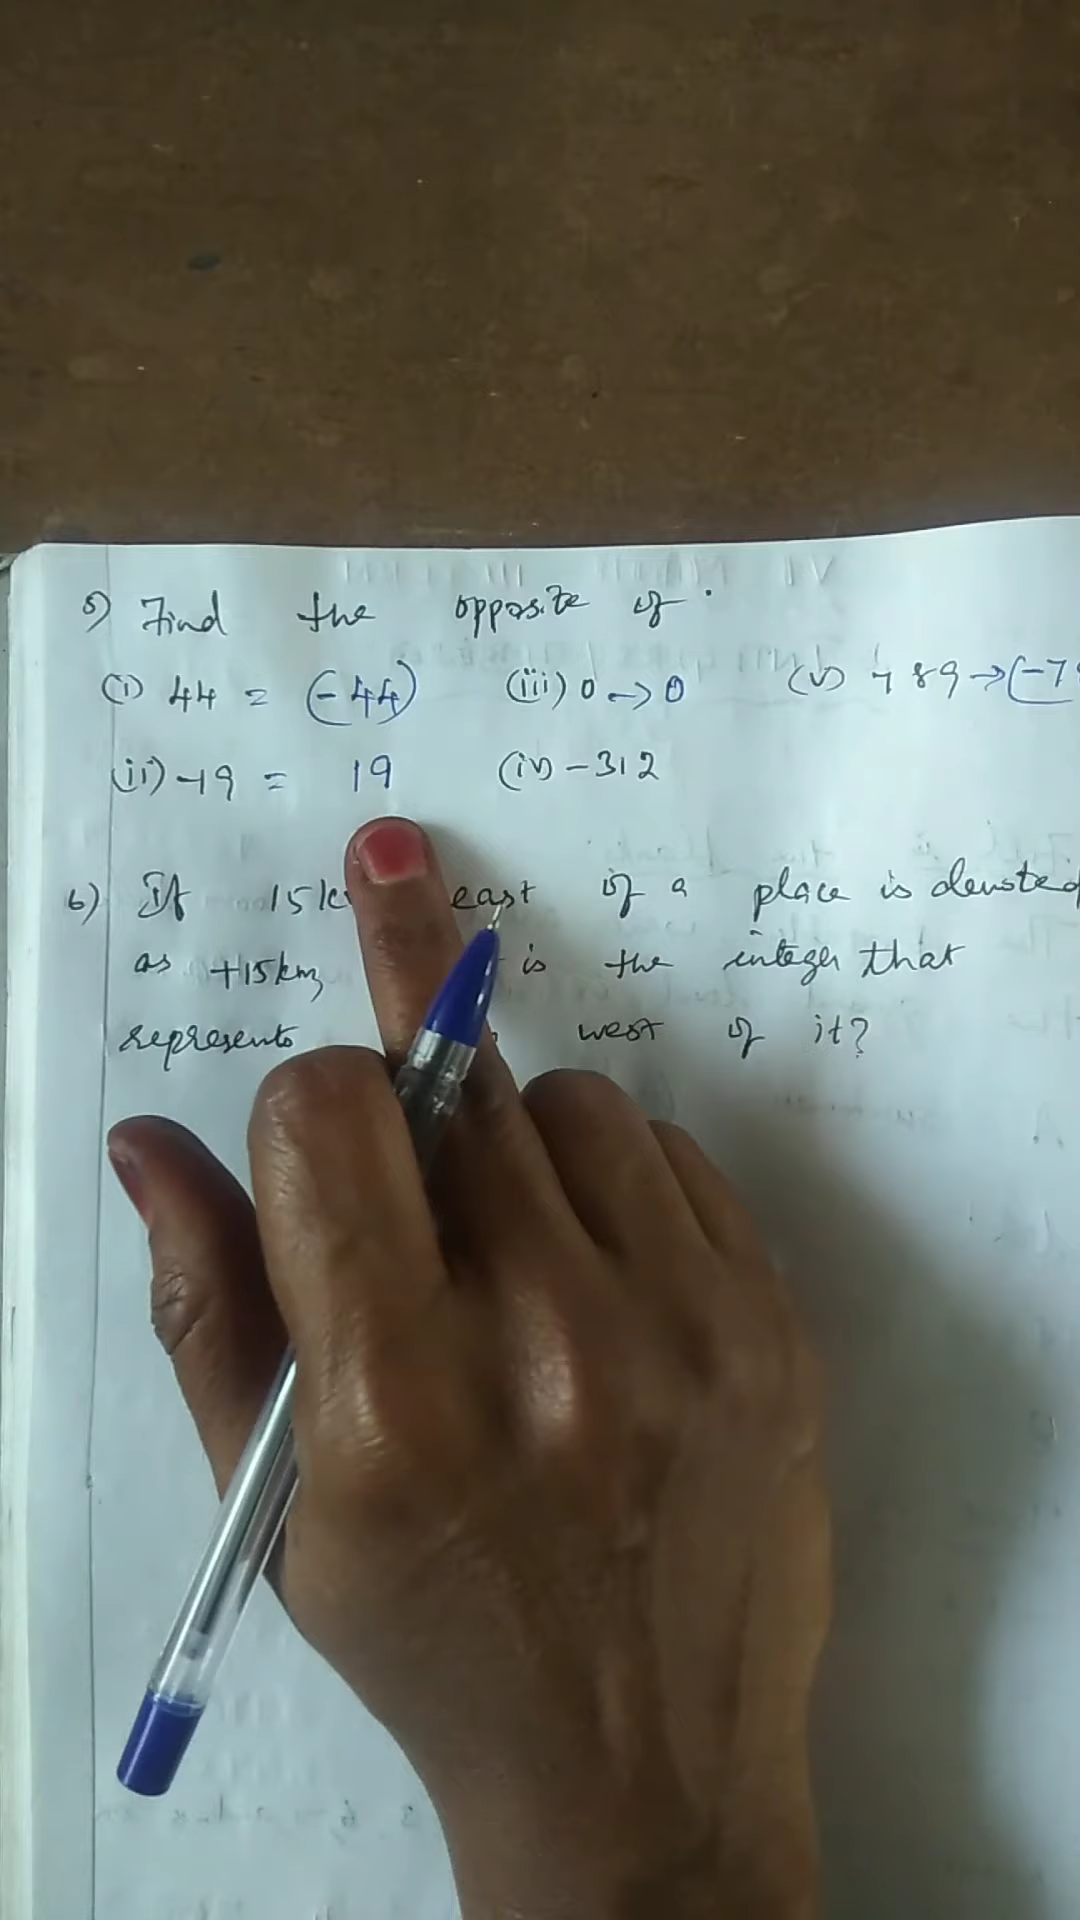 5) Find the opposite of.
(i) 44 = (-44) (iii) 0 → 0 (v) 789 → (-7
(ii) -19 = 19 (iv) -312
6) If 15 east of a place is denoted
as +15km, is the integer that
represents west of it?